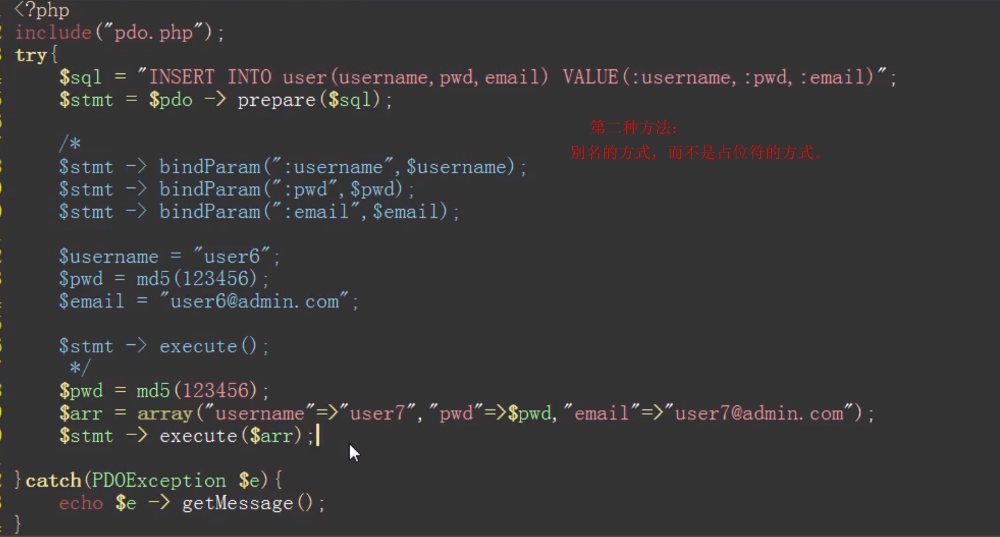 <?php
include("pdo.php");
try{
$sql = "INSERT INTO user(username,pwd,email) VALUE(:username,:pwd,:email)";
$stmt = $pdo -> prepare($sql);
第二种方法:
/*
别名的方式，而不是占位符的方式。
$stmt -> bindParam(":username",$username);
$stmt -> bindParam(":pwd",$pwd);
$stmt -> bindParam(":email",$email);
$username = "user6";
$pwd = md5(123456);
$email = "user6@admin.com";
$stmt -> execute();
*/
$pwd = md5(123456);
$arr = array("username"=>"user7","pwd"=>$pwd,"email"=>"user7@admin.com");
$stmt -> execute($arr);
}catch(PDOException $e){
echo $e -> getMessage();
}